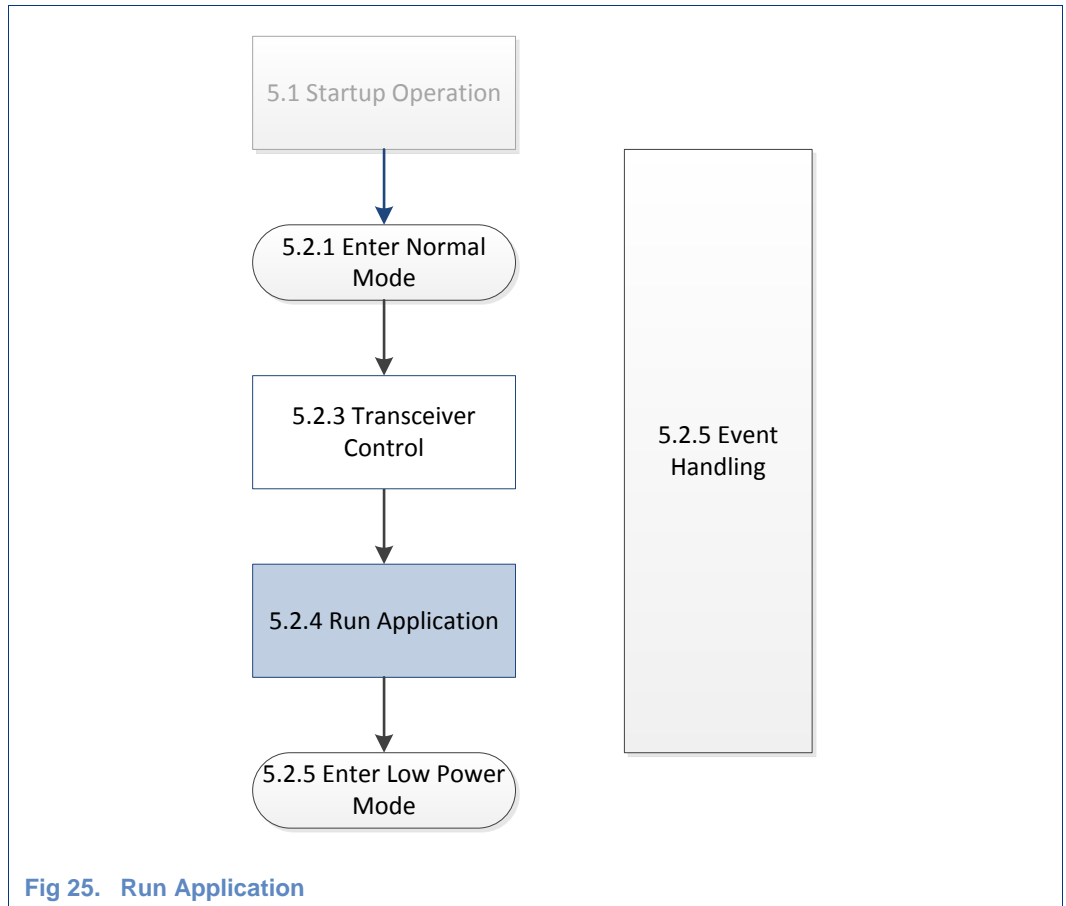 5.1 Startup Operation
5.2.1 Enter Normal
Mode
5.2.3 Transceiver
Control
5.2.5 Event
Handling
5.2.4 Run Application
5.2.5 Enter Low Power
Mode
Fig 25. Run Application